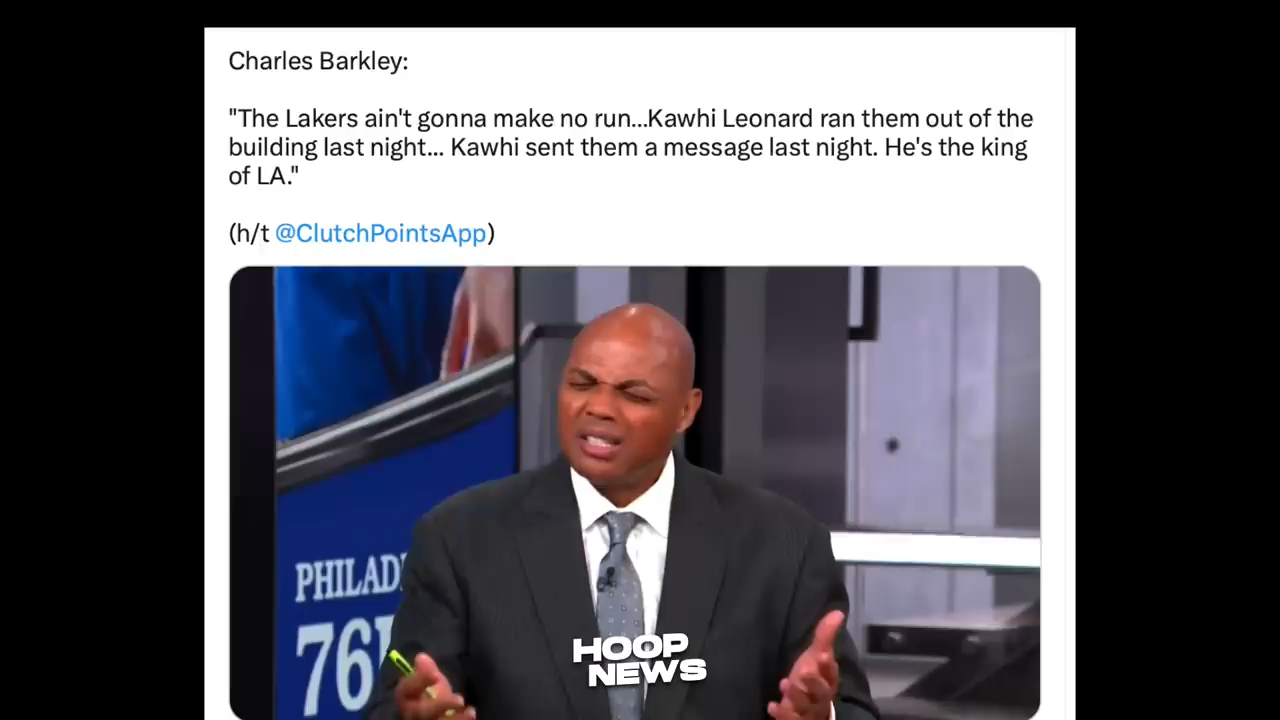 Charles Barkley:
"The Lakers ain't gonna make no run...Kawhi Leonard ran them out of the
building last night... Kawhi sent them a message last night. He's the king
of LA."
(h/t @ClutchPointsApp)
PHILAD
76
HOOP
NEWS